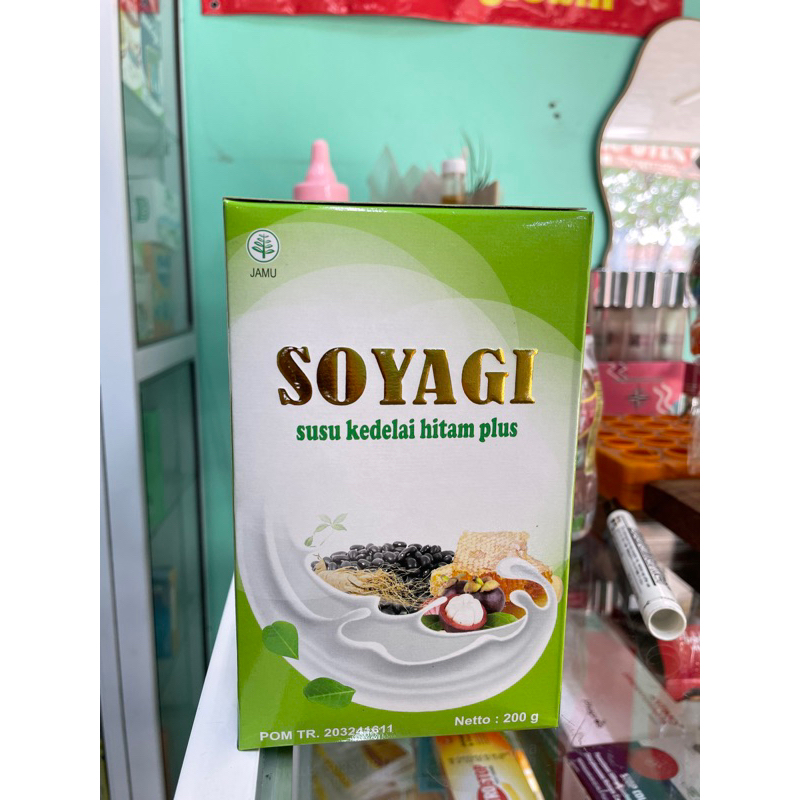 JAMU
SOYAGI
susu kedelai hitam plus
POM TR. 203241611
Netto : 200 g